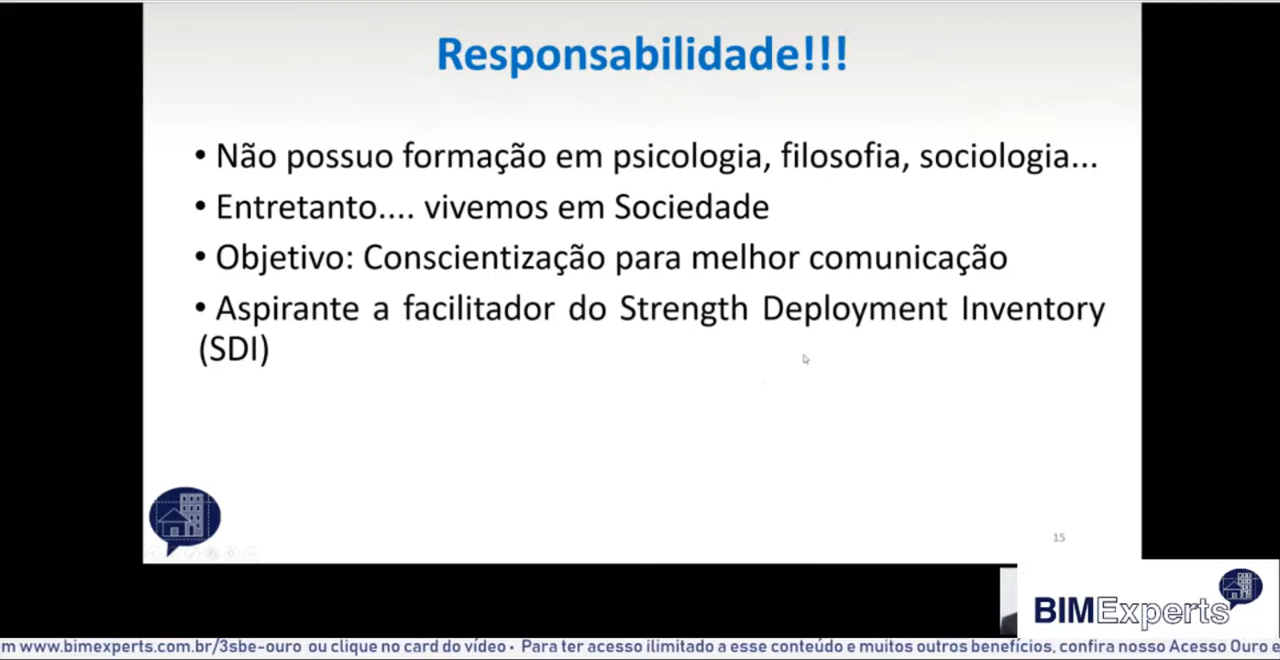 Responsabilidade!!!
• Não possuo formação em psicologia, filosofia, sociologia...
• Entretanto.... vivemos em Sociedade
• Objetivo: Conscientização para melhor comunicação
• Aspirante a facilitador do Strength Deployment Inventory
(SDI)
15
BIMExperts
www.bimexperts.com.br/3sbe-ouro ou clique no card do vídeo • Para ter acesso ilimitado a esse conteúdo e muitos outros benefícios, confira nosso Acesso Ouro